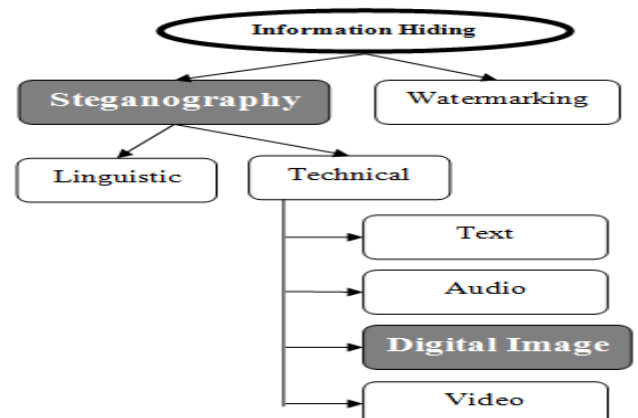 Information Hiding
Steganography
Watermarking
Linguistic
Technical
Text
Audio
Digital Image
Video